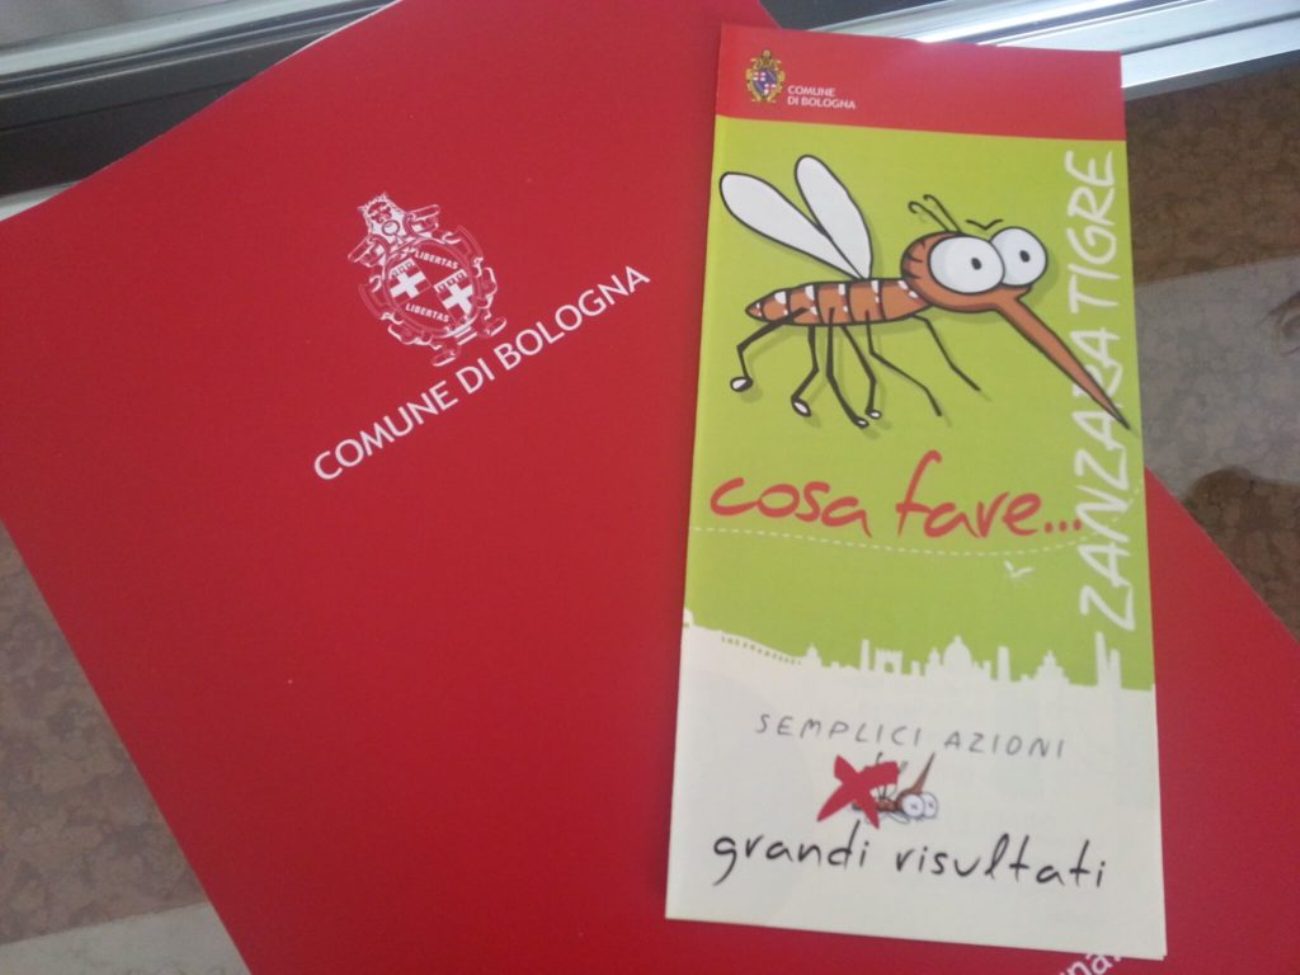 LIBERTAS
LIBERTAS
COMUNE DI BOLOGNA
COMUNE
DI BOLOGNA
ZANZARA TIGRE
cosa fare...
SEMPLICI AZIONI
grandi risultati